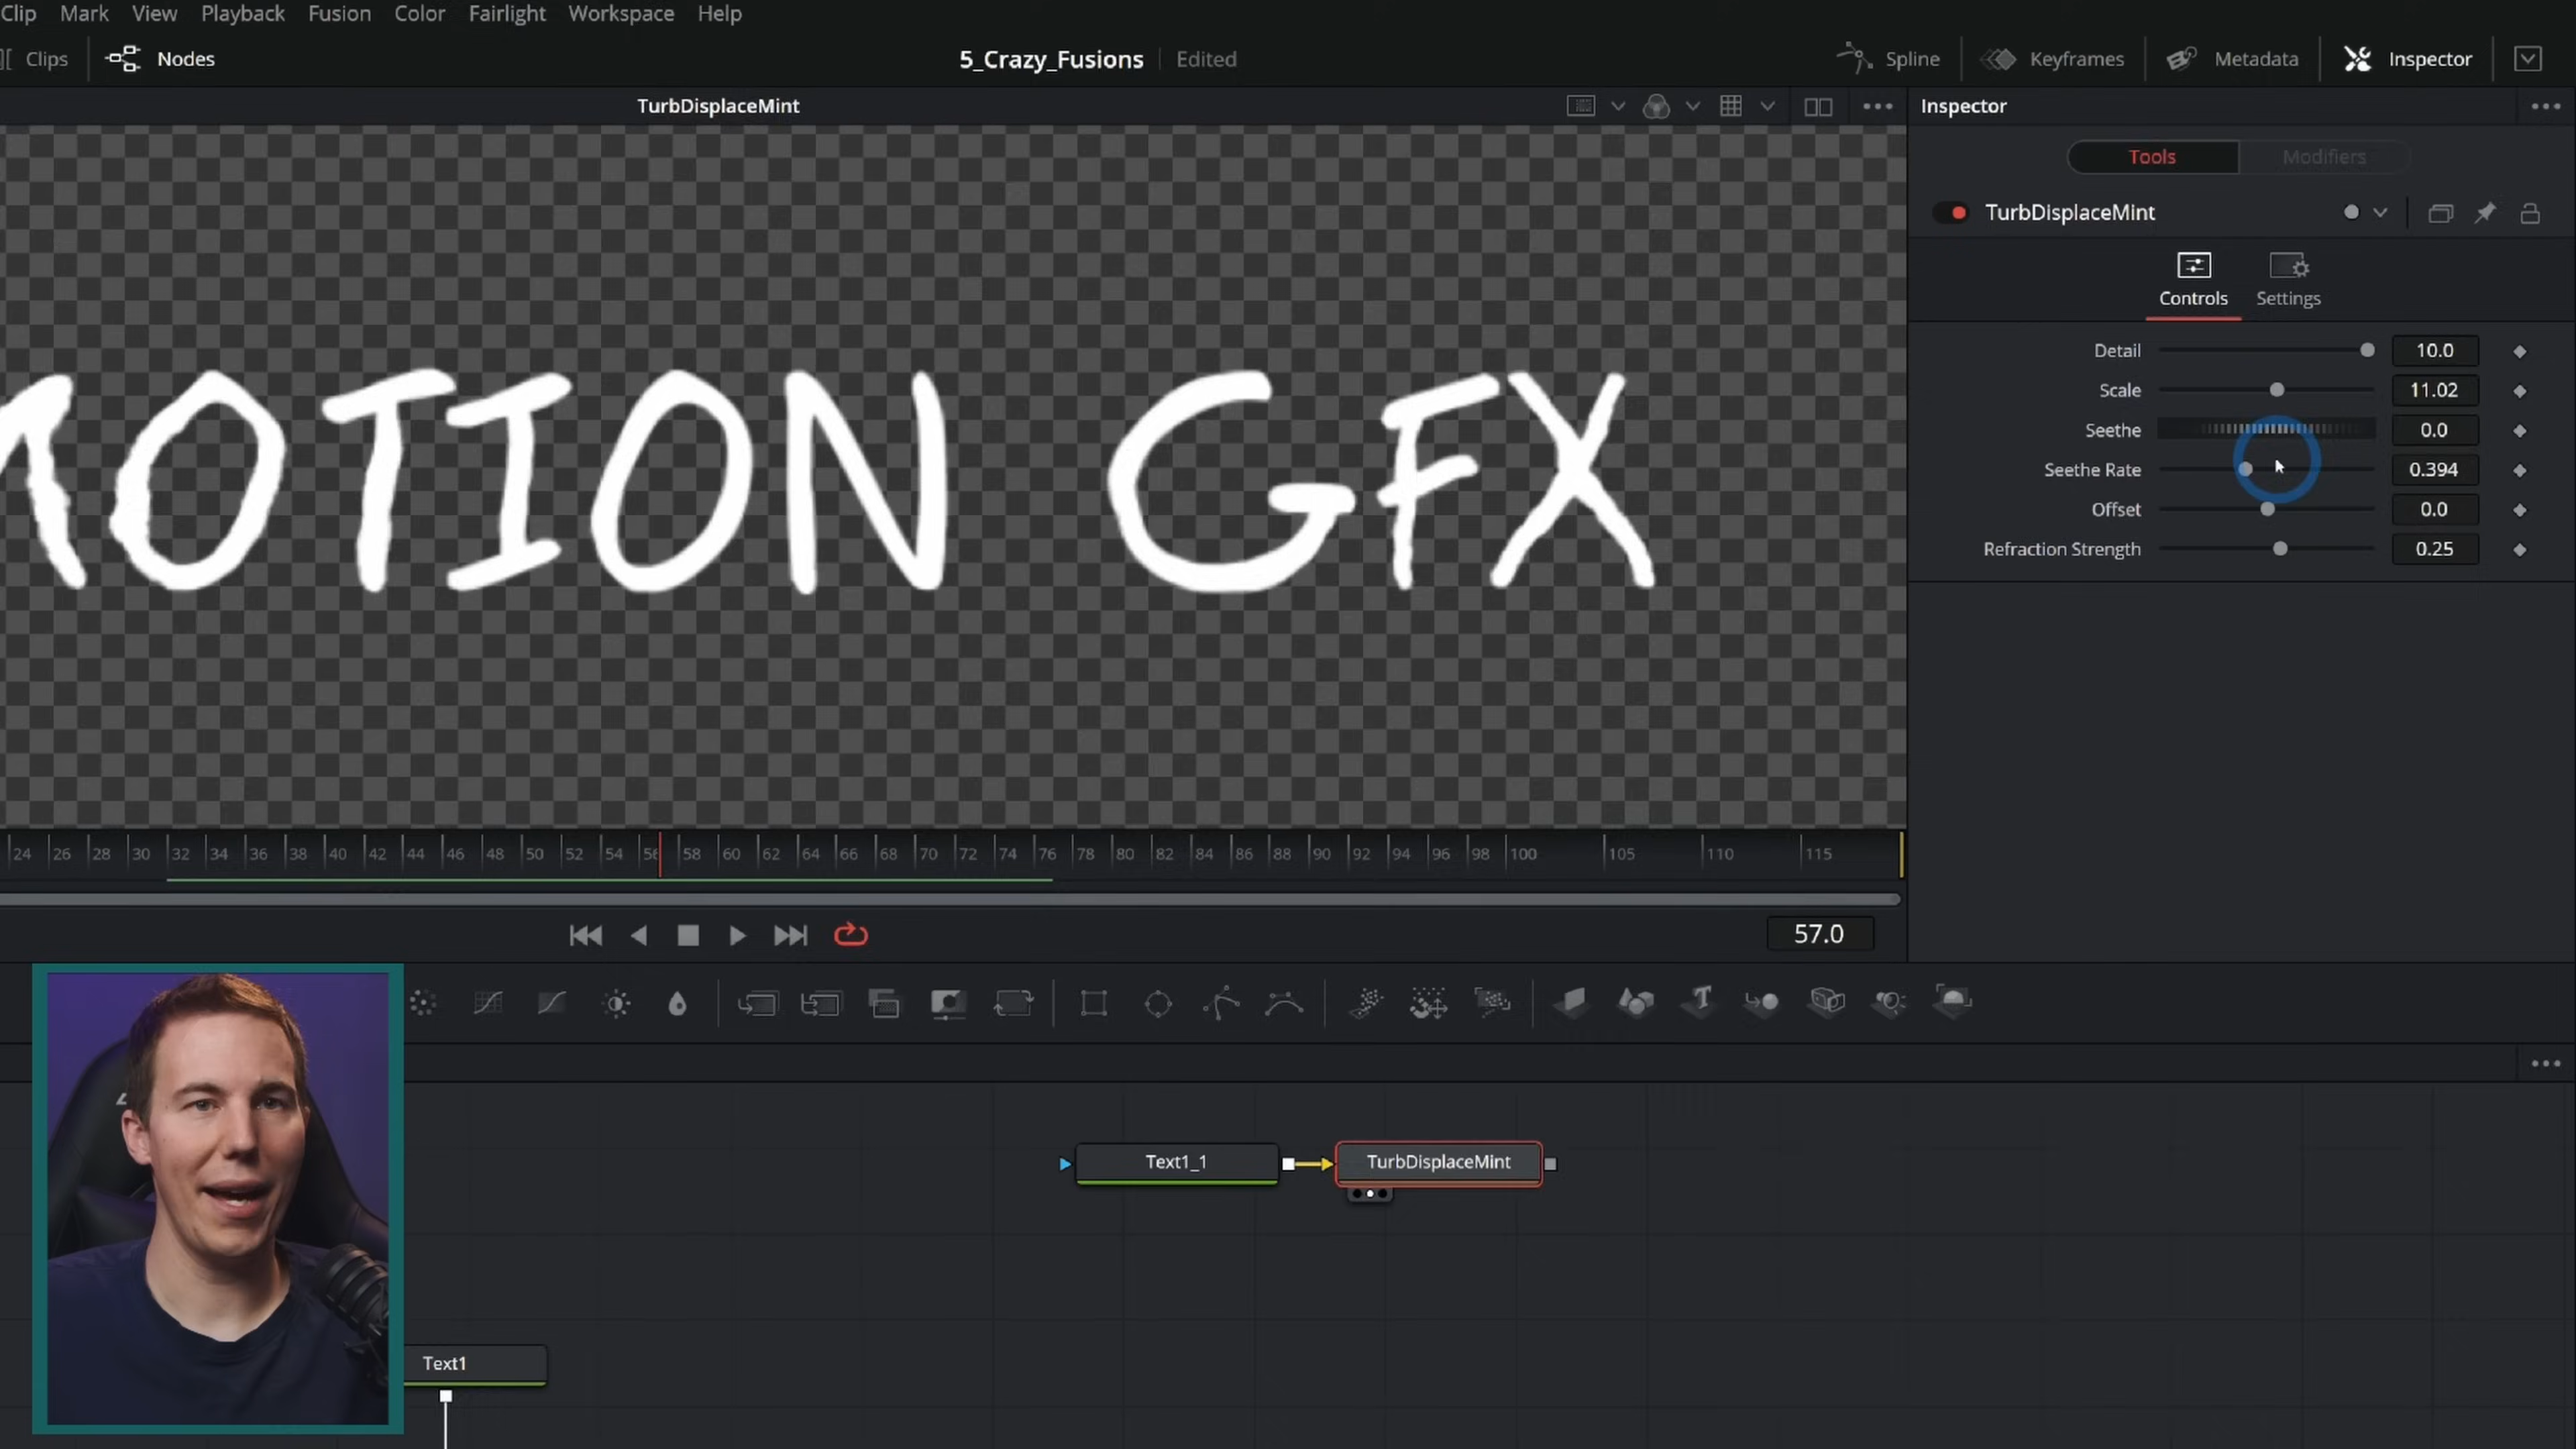 Clip Mark View Playback Fusion Color Fairlight Workspace Help
Clips Nodes 5_Crazy_Fusions Edited Spline Keyframes Metadata Inspector
TurbDisplaceMint Inspector
Tools Modifiers
TurbDisplaceMint
Controls Settings
Detail 10.0
Scale 11.02
Seethe 0.0
Seethe Rate 0.394
Offset 0.0
Refraction Strength 0.25
MOTION GFX
24 26 28 30 32 34 36 38 40 42 44 46 48 50 52 54 56 58 60 62 64 66 68 70 72 74 76 78 80 82 84 86 88 90 92 94 96 98 100 105 110 115
57.0
Text1_1 TurbDisplaceMint
Text1